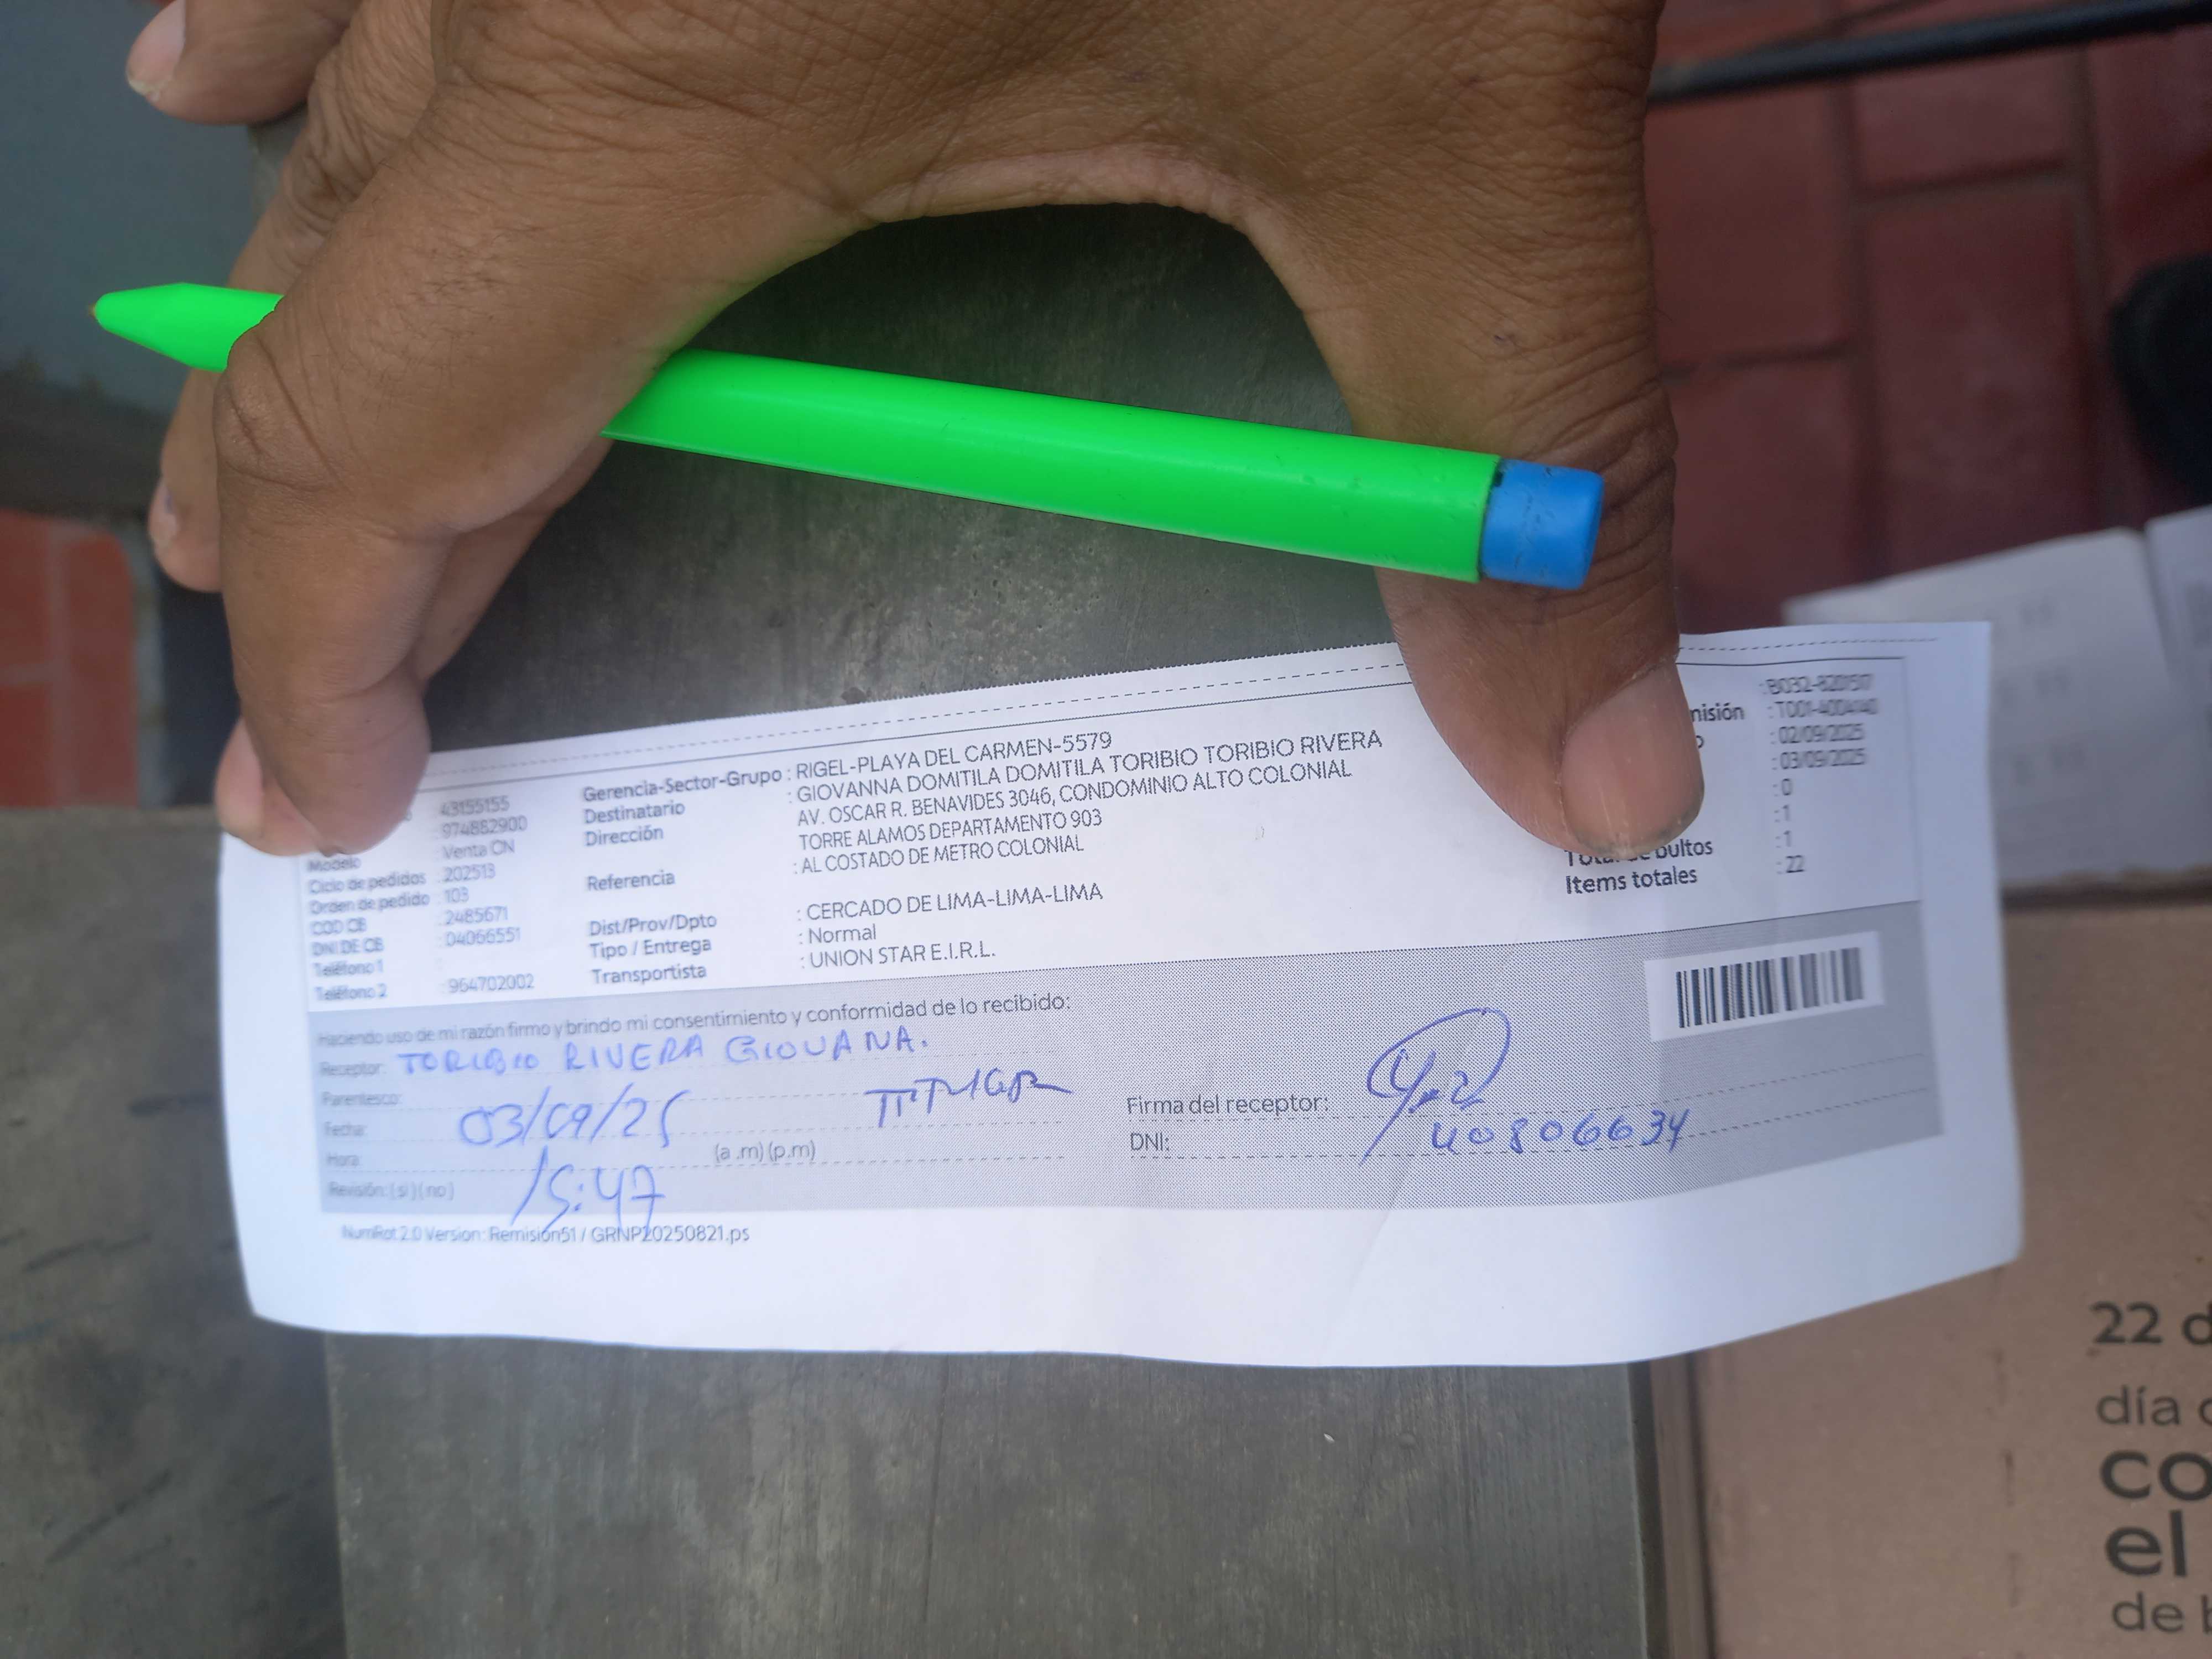 43155155
: 974882900
Modelo : Venta CN
Ciclo de pedidos : 202513
Orden de pedido : 103
COD CB : 2485671
DNI DE CB : 04066551
Teléfono 1
Teléfono 2 : 964702002
Gerencia-Sector-Grupo : RIGEL-PLAYA DEL CARMEN-5579
Destinatario : GIOVANNA DOMITILA DOMITILA TORIBIO TORIBIO RIVERA
Dirección AV. OSCAR R. BENAVIDES 3046, CONDOMINIO ALTO COLONIAL
TORRE ALAMOS DEPARTAMENTO 903
Referencia : AL COSTADO DE METRO COLONIAL
Dist/Prov/Dpto : CERCADO DE LIMA-LIMA-LIMA
Tipo / Entrega : Normal
Transportista : UNION STAR E.I.R.L.
: B032-8201517
misión : T001-4004140
: 02/09/2025
: 03/09/2025
: 0
: 1
Total de bultos : 1
Items totales : 22
Haciendo uso de mi razón firmo y brindo mi consentimiento y conformidad de lo recibido:
Receptor: TORIBIO RIVERA GIOVANA.
Parentesco: TITULAR
Fecha: 03/09/25
Hora 15:47 (a .m) (p.m)
Revisión: ( si ) ( no )
Firma del receptor:
DNI: 40806634
NumRot 2.0 Version: Remisión51 / GRNP20250821.ps
22 d
día
co
el
de b